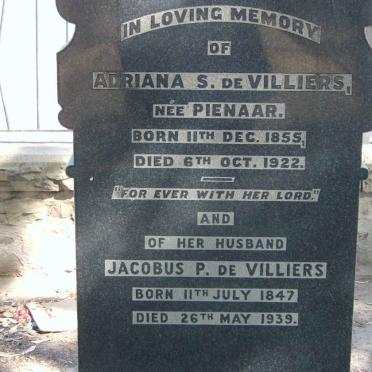 IN LOVING MEMORY
OF
ADRIANA S. DE VILLIERS,
NÉE PIENAAR.
BORN 11TH DEC. 1855,
DIED 6TH OCT. 1922.
"FOR EVER WITH HER LORD."
AND
OF HER HUSBAND
JACOBUS P. DE VILLIERS
BORN 11TH JULY 1847
DIED 26TH MAY 1939.